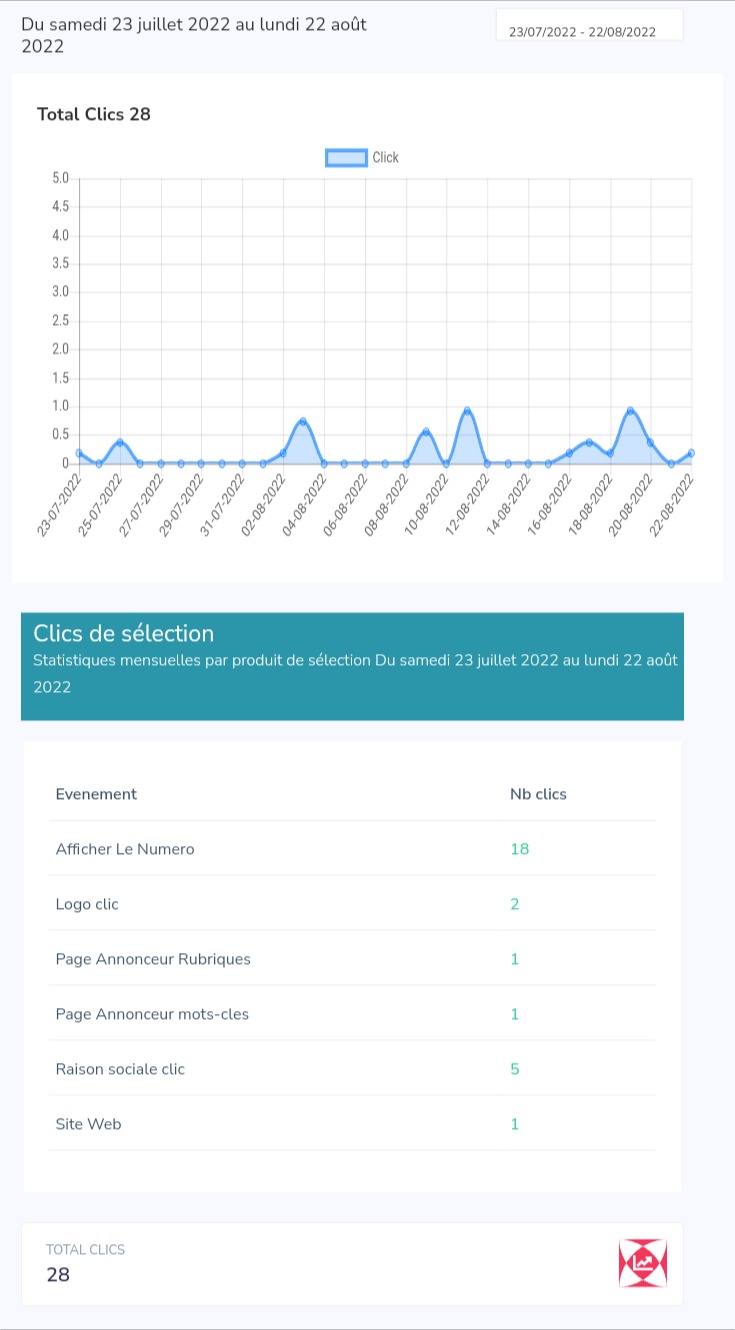 Du samedi 23 juillet 2022 au lundi 22 août
2022
23/07/2022 - 22/08/2022
Total Clics 28
Click
5.0
4.5
4.0
3.5
3.0
2.5
2.0
1.5
1.0
0.5
0
23-07-2022
25-07-2022
27-07-2022
29-07-2022
31-07-2022
02-08-2022
04-08-2022
06-08-2022
08-08-2022
10-08-2022
12-08-2022
14-08-2022
16-08-2022
18-08-2022
20-08-2022
22-08-2022
Clics de sélection
Statistiques mensuelles par produit de sélection Du samedi 23 juillet 2022 au lundi 22 août
2022
Evenement Nb clics
Afficher Le Numero 18
Logo clic 2
Page Annonceur Rubriques 1
Page Annonceur mots-cles 1
Raison sociale clic 5
Site Web 1
TOTAL CLICS
28